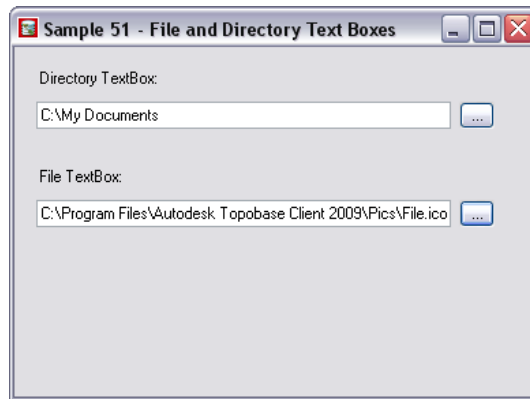 Sample 51 - File and Directory Text Boxes
Directory TextBox:
C:\My Documents
...
File TextBox:
C:\Program Files\Autodesk Topobase Client 2009\Pics\File.ico
...